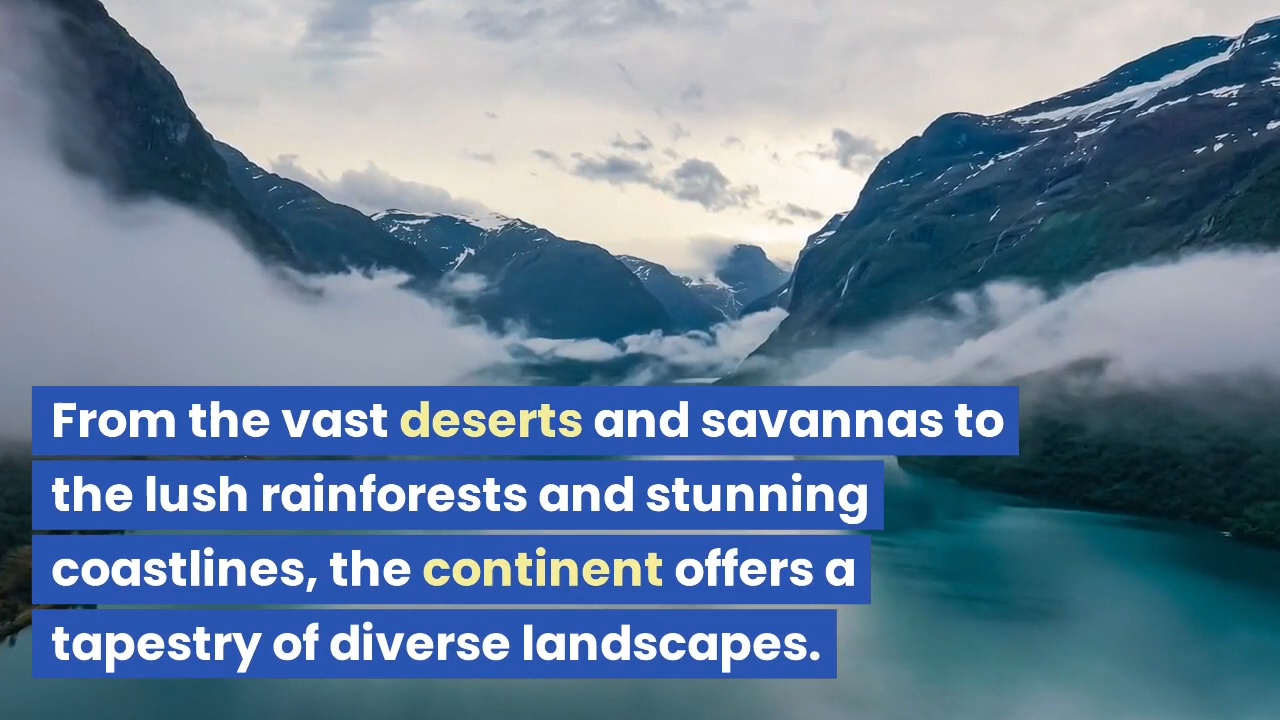 From the vast deserts and savannas to
the lush rainforests and stunning
coastlines, the continent offers a
tapestry of diverse landscapes.